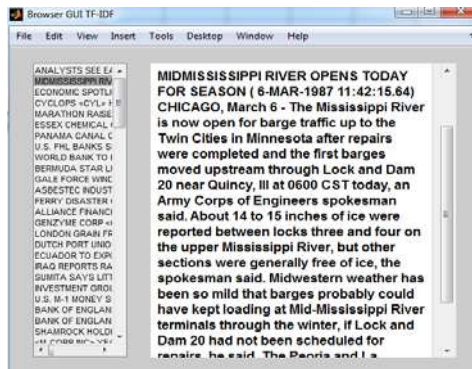 Browser GUI TF-IDF
File Edit View Insert Tools Desktop Window Help
ANALYSTS SEE EA
MIDMISSISSIPPI RIV
ECONOMIC SPOTLI
CYCLOPS <CYL>
MARATHON RAISE
ESSEX CHEMICAL
PANAMA CANAL C
U.S. FHL BANKS S
WORLD BANK TO
BERMUDA STAR LI
GALE FORCE WIND
ASBESTEC INDUST
FERRY DISASTER
ALLIANCE FINANCI
GENZYME CORP
LONDON GRAIN FR
DUTCH PORT UNIO
ECUADOR TO EXPO
IRAQ REPORTS RA
SUMITA SAYS LIT
INVESTMENT GROU
U.S. M-1 MONEY S
BANK OF ENGLAN
BANK OF ENGLAN
SHAMROCK HOLDI
MIDMISSISSIPPI RIVER OPENS TODAY
FOR SEASON ( 6-MAR-1987 11:42:15.64)
CHICAGO, March 6 - The Mississippi River
is now open for barge traffic up to the
Twin Cities in Minnesota after repairs
were completed and the first barges
moved upstream through Lock and Dam
20 near Quincy, Ill at 0600 CST today, an
Army Corps of Engineers spokesman
said. About 14 to 15 inches of ice were
reported between locks three and four on
the upper Mississippi River, but other
sections were generally free of ice, the
spokesman said. Midwestern weather has
been so mild that barges probably could
have kept loading at Mid-Mississippi River
terminals through the winter, if Lock and
Dam 20 had not been scheduled for
repairs, he said. The Peoria and La